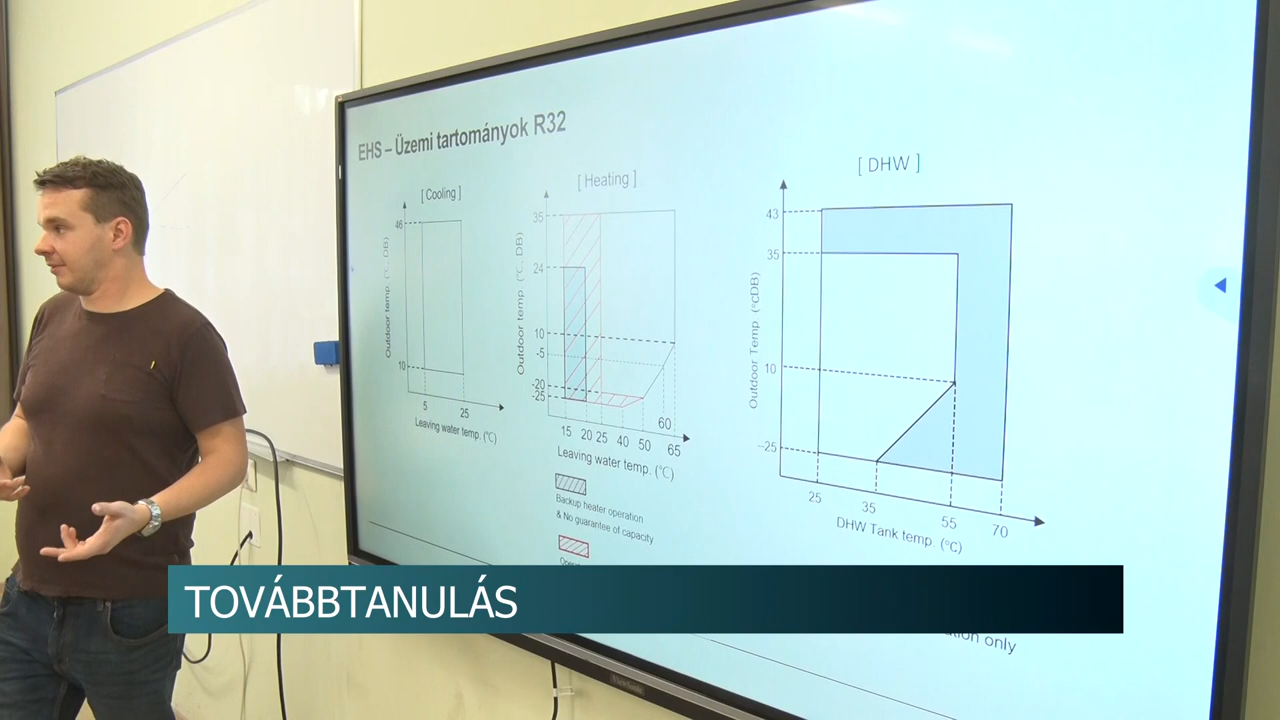 EHS – Üzemi tartományok R32
[ Cooling ]
46
10
5 25
Outdoor temp. (℃, DB)
Leaving water temp. (℃)
[ Heating ]
35
24
10
-5
-20
-25
15 20 25 40 50 60 65
Outdoor temp. (℃, DB)
Leaving water temp. (℃)
Backup heater operation
& No guarantee of capacity
[ DHW ]
43
35
10
-25
25 35 55 70
Outdoor Temp (℃DB)
DHW Tank temp. (℃)
only
TOVÁBBTANULÁS
ViewSonic